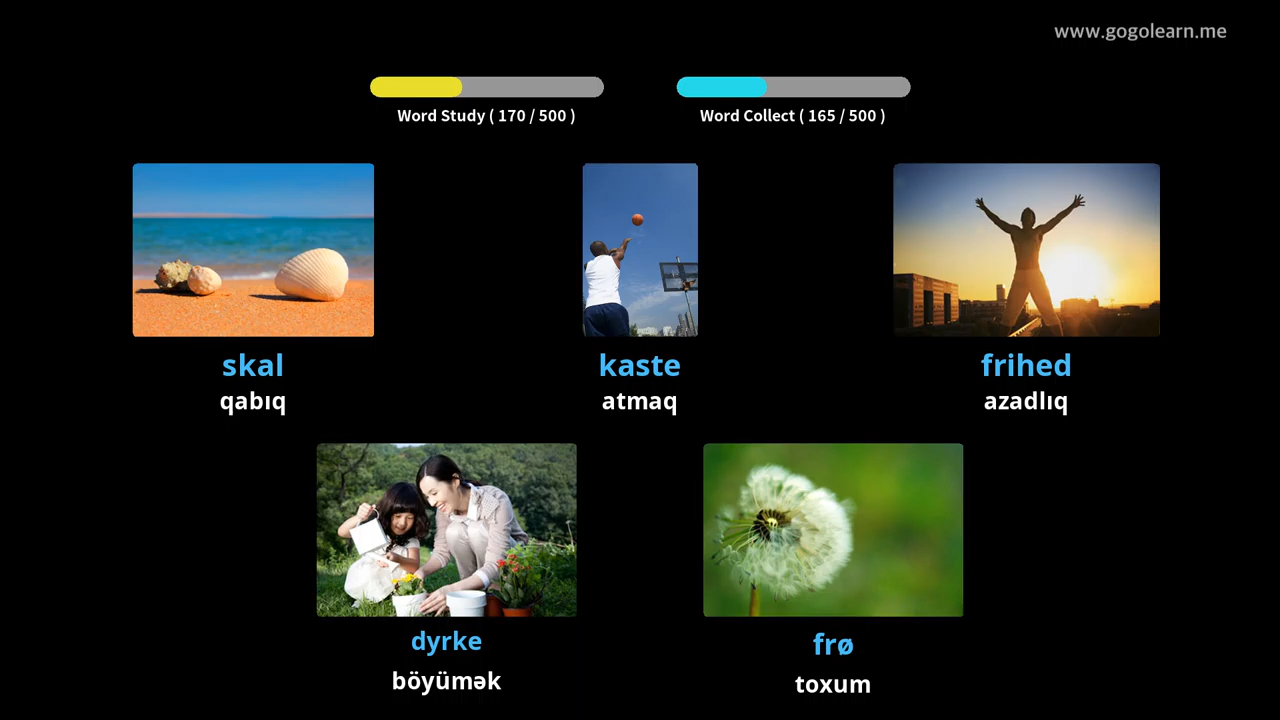 www.gogolearn.me
Word Study ( 170 / 500 )
Word Collect ( 165 / 500 )
skal
qabıq
kaste
atmaq
frihed
azadlıq
dyrke
böyümək
frø
toxum